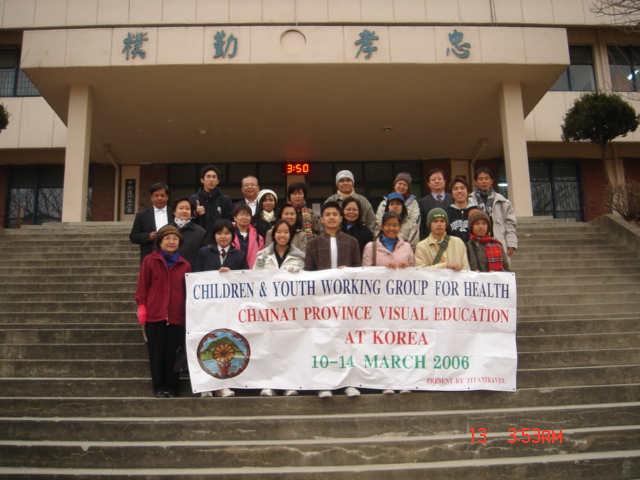 樸 勤 孝 忠
3:50
CHILDREN & YOUTH WORKING GROUP FOR HEALTH
CHAINAT PROVINCE VISUAL EDUCATION
AT KOREA
10-14 MARCH 2006
PRESENT BY TITANTRAVEL
13 3:53AM